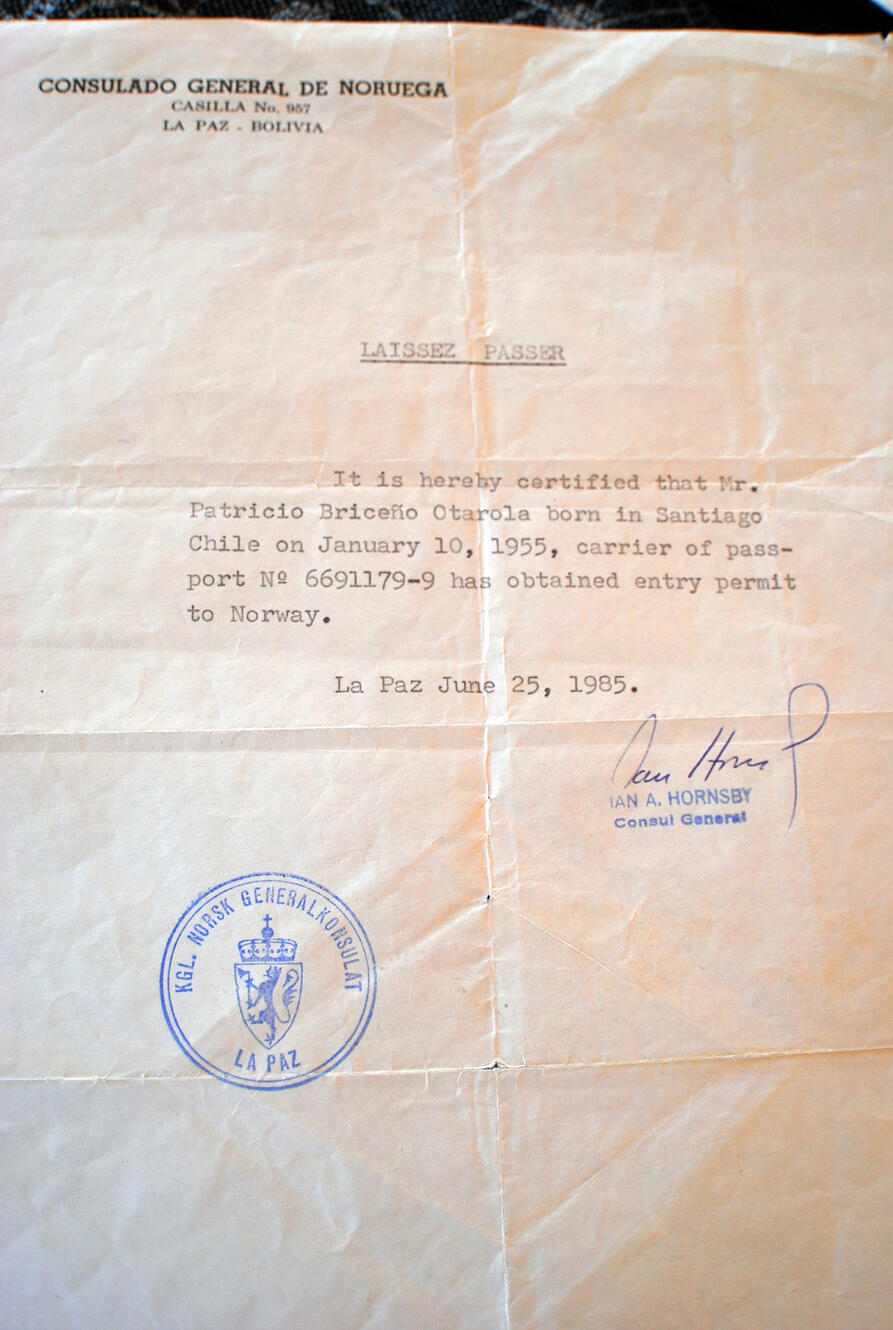 CONSULADO GENERAL DE NORUEGA
CASILLA No. 957
LA PAZ - BOLIVIA
LAISSEZ PASSER
It is hereby certified that Mr.
Patricio Briceño Otarola born in Santiago
Chile on January 10, 1955, carrier of pass-
port Nº 6691179-9 has obtained entry permit
to Norway.
La Paz June 25, 1985.
IAN A. HORNSBY
Consul General
KGL. NORSK GENERALKONSULAT
LA PAZ